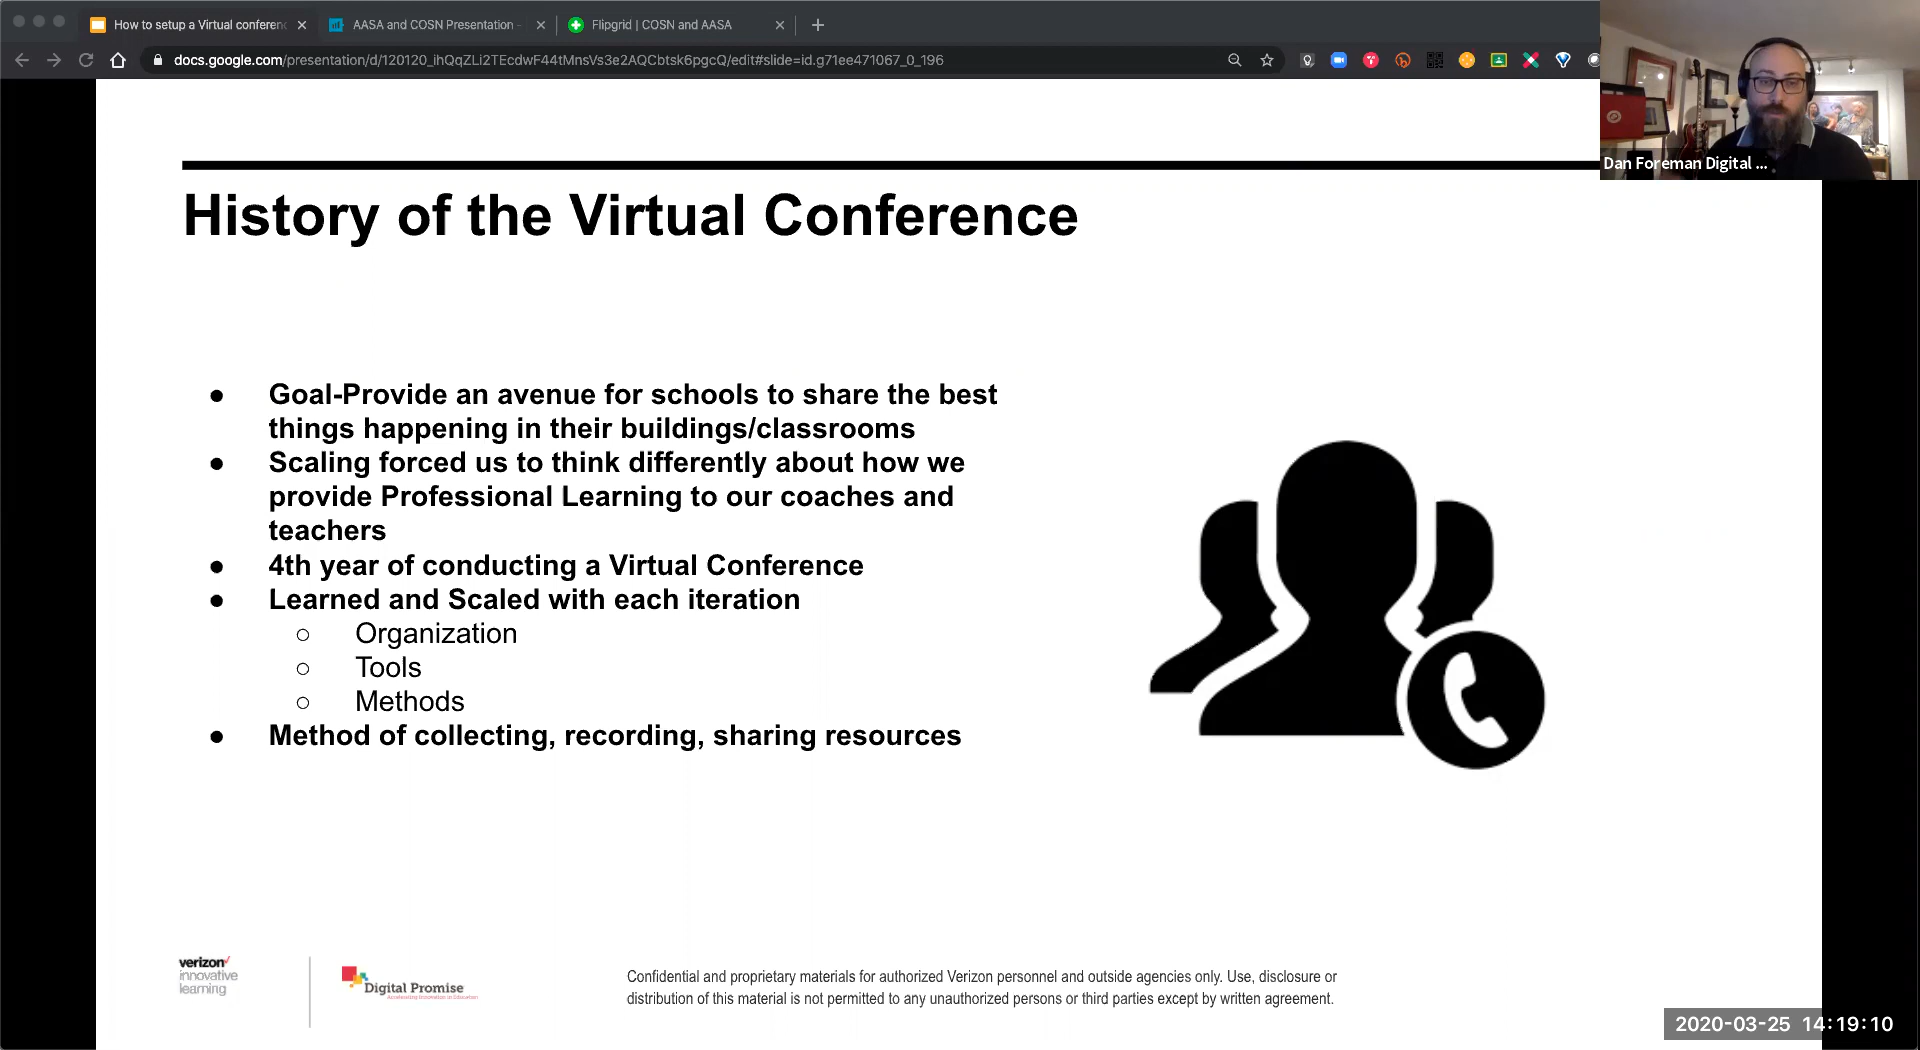 How to setup a Virtual conferenc
AASA and COSN Presentation -
Flipgrid | COSN and AASA
docs.google.com/presentation/d/120120_ihQqZLi2TEcdwF44tMnsVs3e2AQCbtsk6pgcQ/edit#slide=id.g71ee471067_0_196
Dan Foreman Digital ...
History of the Virtual Conference
● Goal-Provide an avenue for schools to share the best
things happening in their buildings/classrooms
● Scaling forced us to think differently about how we
provide Professional Learning to our coaches and
teachers
● 4th year of conducting a Virtual Conference
● Learned and Scaled with each iteration
○ Organization
○ Tools
○ Methods
● Method of collecting, recording, sharing resources
verizon
innovative
learning
Digital Promise
Accelerating Innovation in Education
Confidential and proprietary materials for authorized Verizon personnel and outside agencies only. Use, disclosure or
distribution of this material is not permitted to any unauthorized persons or third parties except by written agreement.
2020-03-25 14:19:10